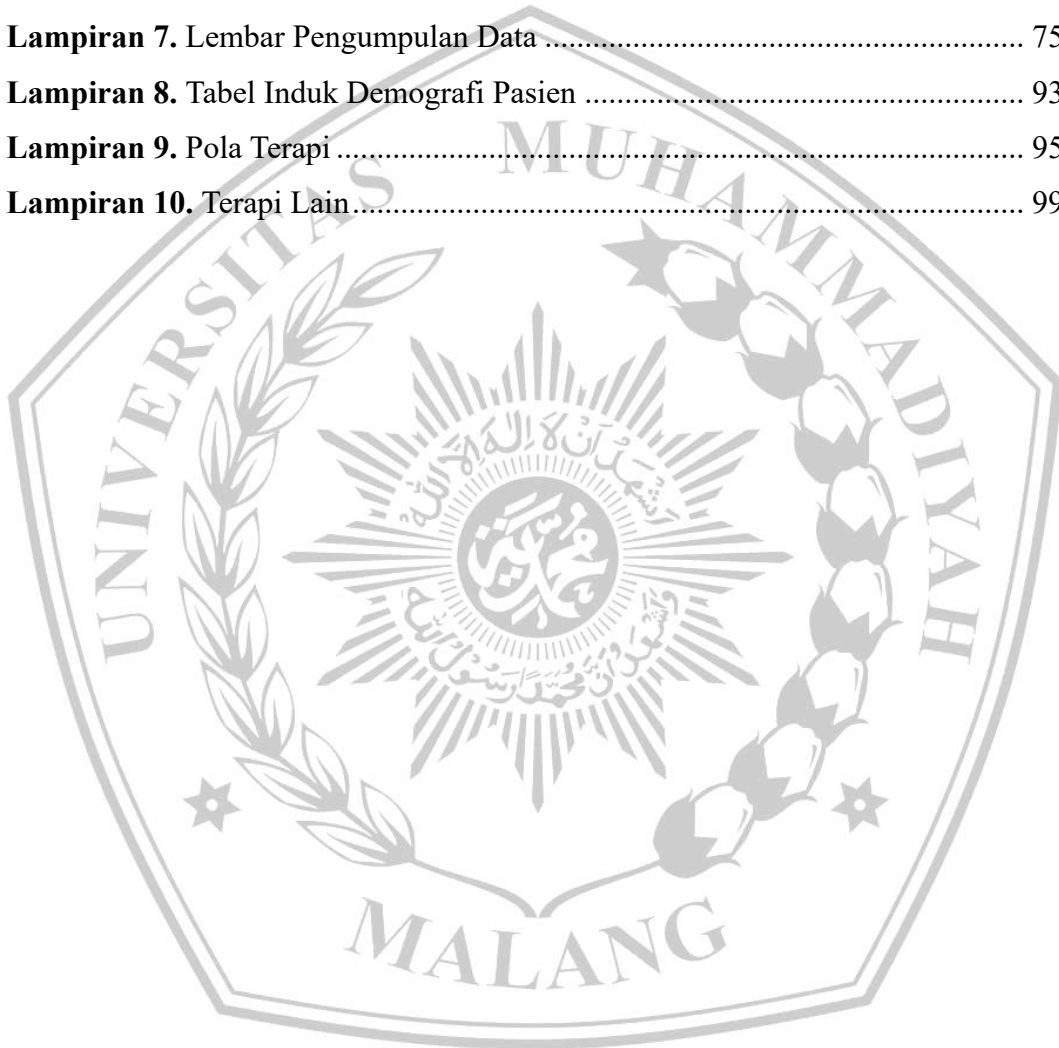 Lampiran 7. Lembar Pengumpulan Data ................................................................ 75
Lampiran 8. Tabel Induk Demografi Pasien .......................................................... 93
Lampiran 9. Pola Terapi ........................................................................................... 95
Lampiran 10. Terapi Lain......................................................................................... 99
UNIVERSITAS MUHAMMADIYAH
MALANG